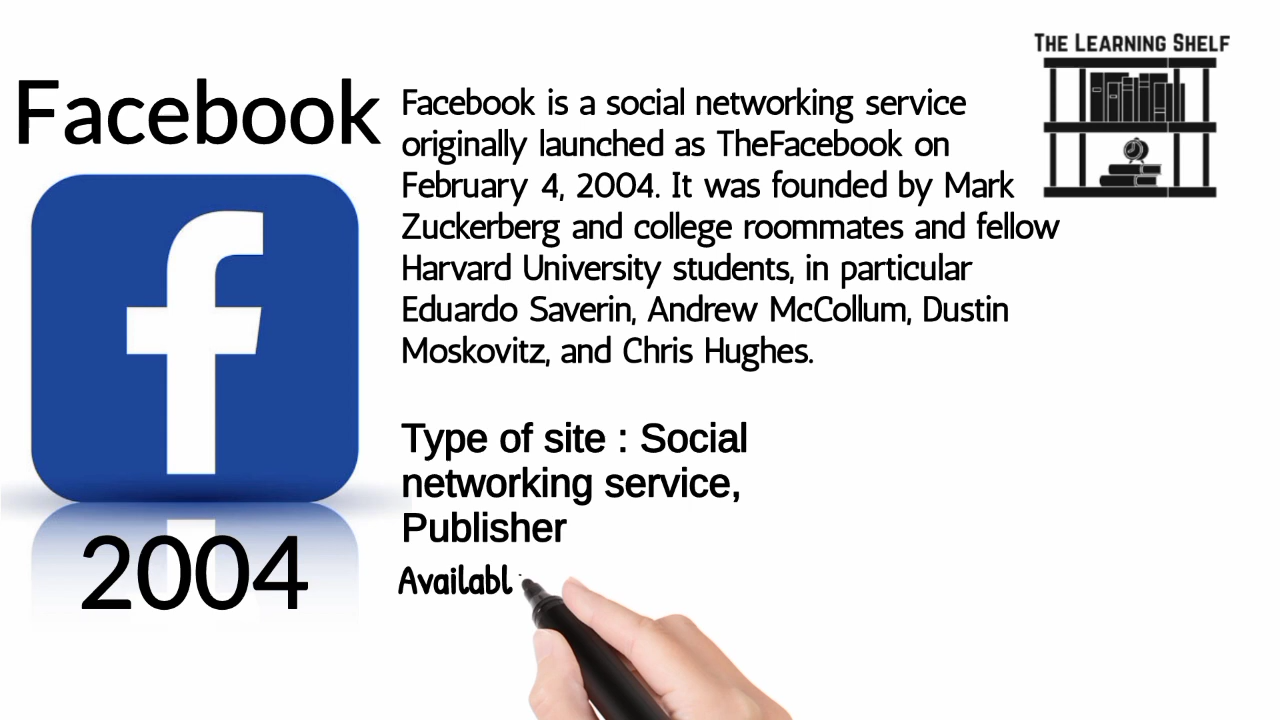 Facebook
2004
Facebook is a social networking service
originally launched as TheFacebook on
February 4, 2004. It was founded by Mark
Zuckerberg and college roommates and fellow
Harvard University students, in particular
Eduardo Saverin, Andrew McCollum, Dustin
Moskovitz, and Chris Hughes.
Type of site : Social
networking service,
Publisher
Availabl
THE LEARNING SHELF